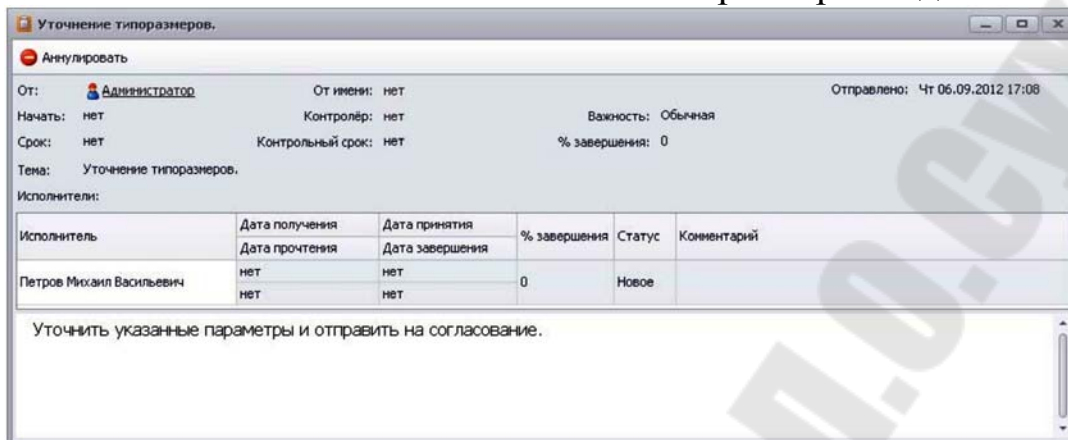 Уточнение типоразмеров.
Аннулировать
От: Администратор От имени: нет Отправлено: Чт 06.09.2012 17:08
Начать: нет Контролёр: нет Важность: Обычная
Срок: нет Контрольный срок: нет % завершения: 0
Тема: Уточнение типоразмеров.
Исполнители:
Исполнитель Дата получения Дата принятия % завершения Статус Комментарий
Дата прочтения Дата завершения
Петров Михаил Васильевич нет нет 0 Новое
нет нет
Уточнить указанные параметры и отправить на согласование.